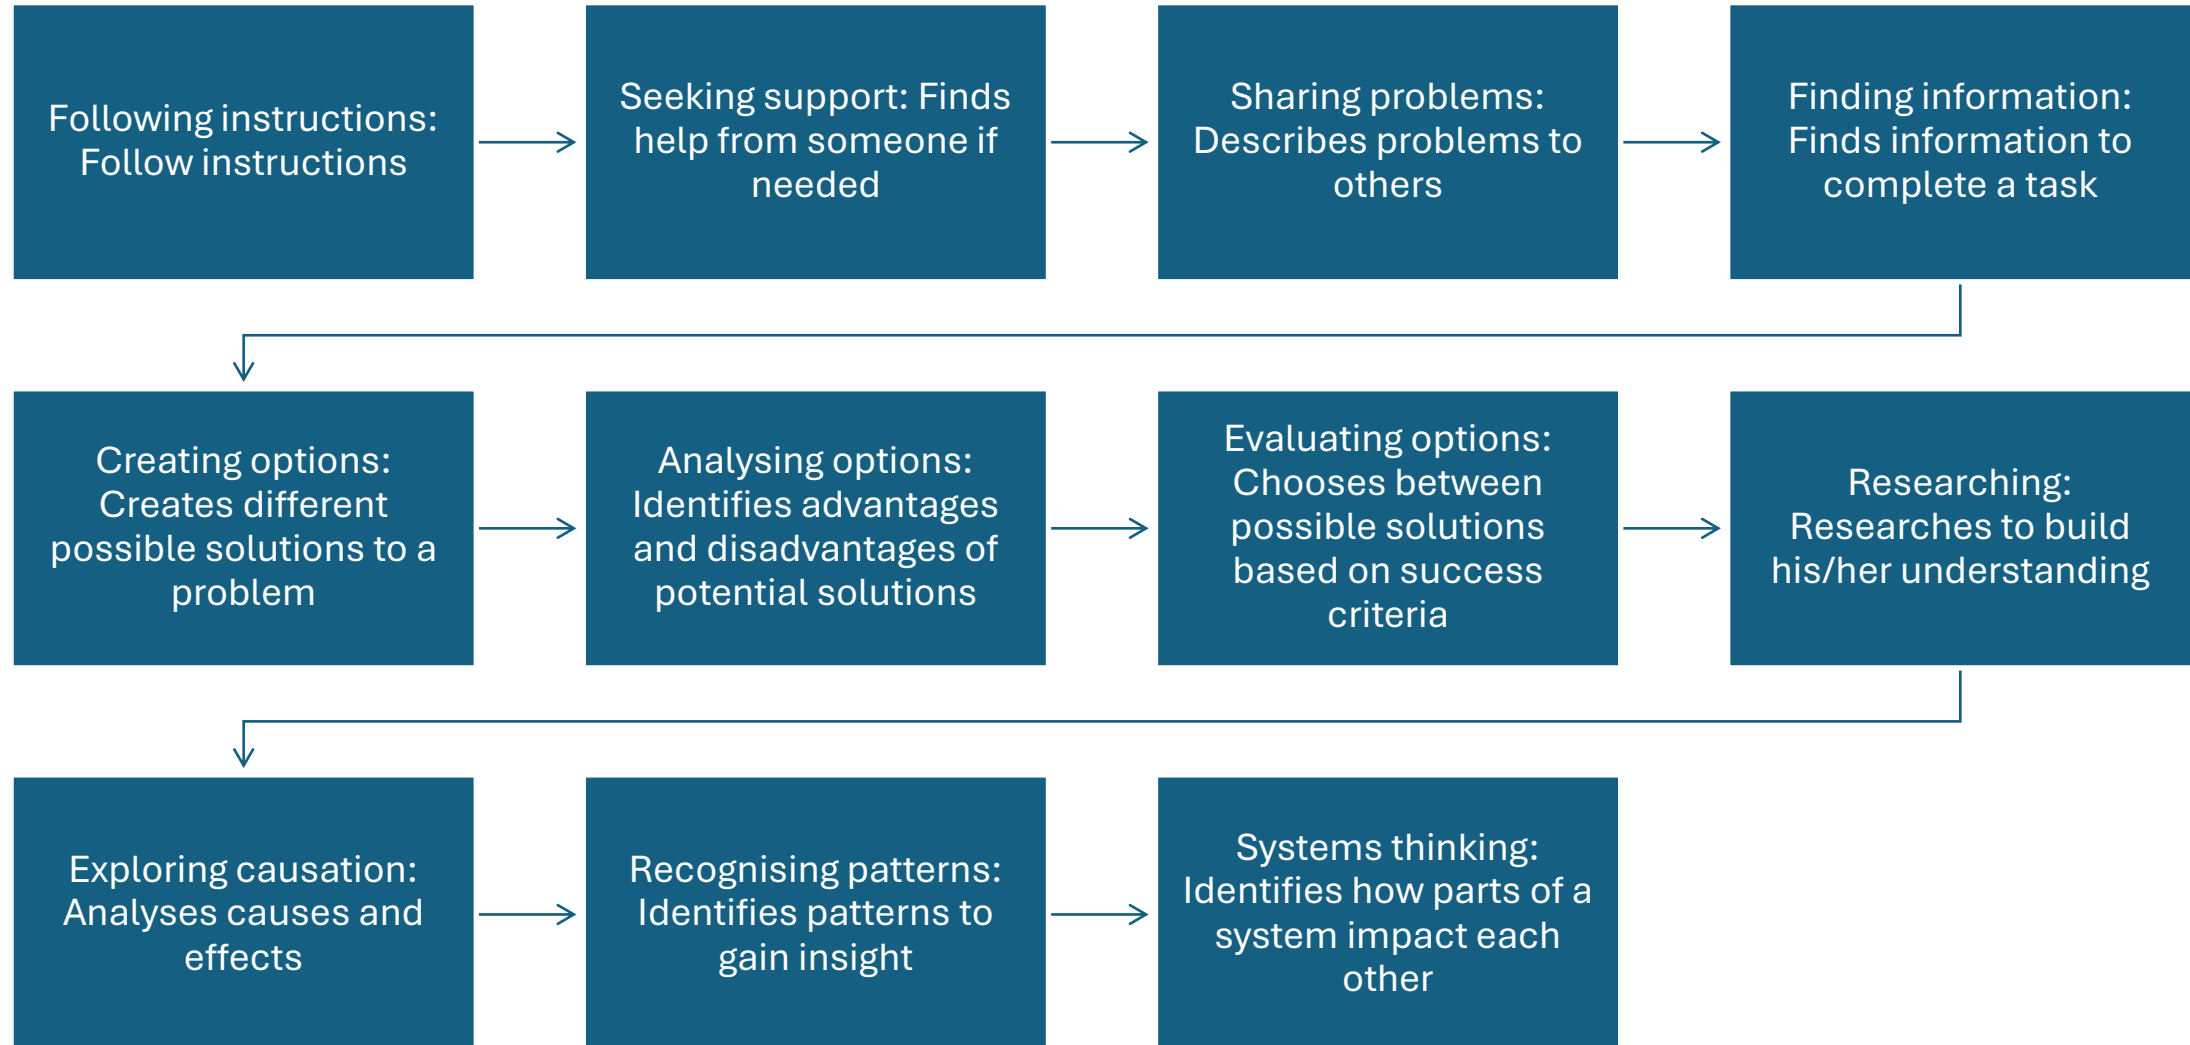 Following instructions:
Follow instructions
Seeking support: Finds
help from someone if
needed
Sharing problems:
Describes problems to
others
Finding information:
Finds information to
complete a task
Creating options:
Creates different
possible solutions to a
problem
Analysing options:
Identifies advantages
and disadvantages of
potential solutions
Evaluating options:
Chooses between
possible solutions
based on success
criteria
Researching:
Researches to build
his/her understanding
Exploring causation:
Analyses causes and
effects
Recognising patterns:
Identifies patterns to
gain insight
Systems thinking:
Identifies how parts of a
system impact each
other